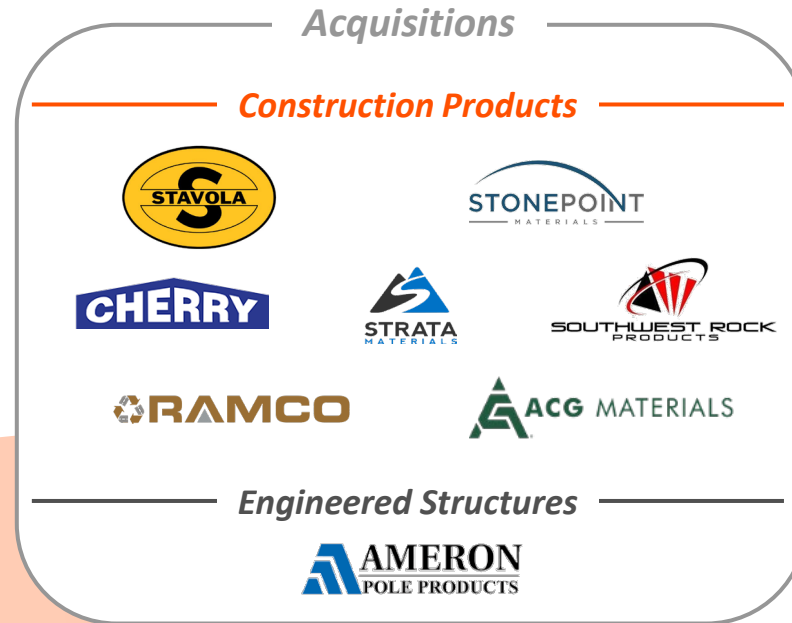 Acquisitions
Construction Products
S
STAVOLA
STONEPOINT
MATERIALS
CHERRY
STRATA
MATERIALS
SOUTHWEST ROCK
PRODUCTS
RAMCO
ACG MATERIALS
Engineered Structures
AMERON
POLE PRODUCTS